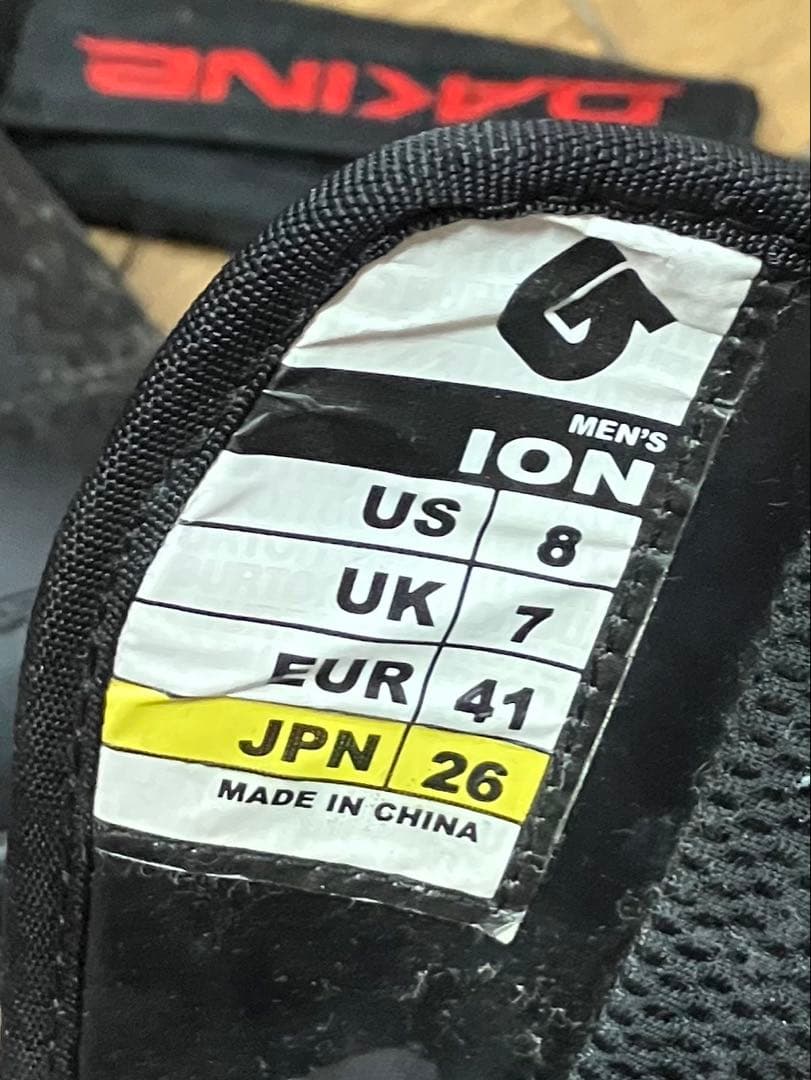 DAKINE
MEN'S
ION
US 8
UK 7
EUR 41
JPN 26
MADE IN CHINA